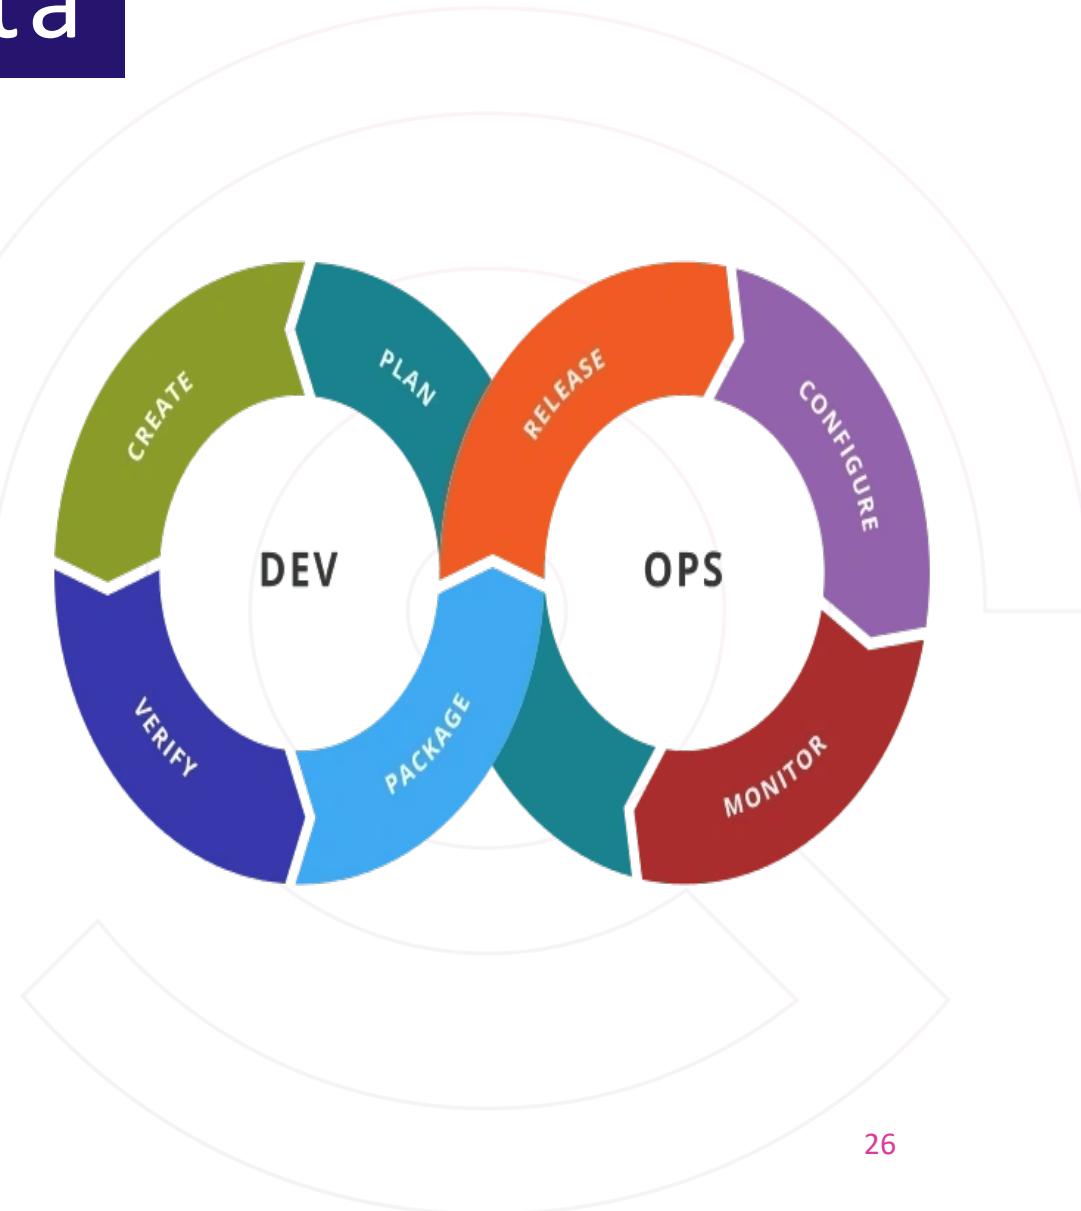 ta
CREATE
PLAN
RELEASE
CONFIGURE
DEV
OPS
VERIFY
PACKAGE
MONITOR
26